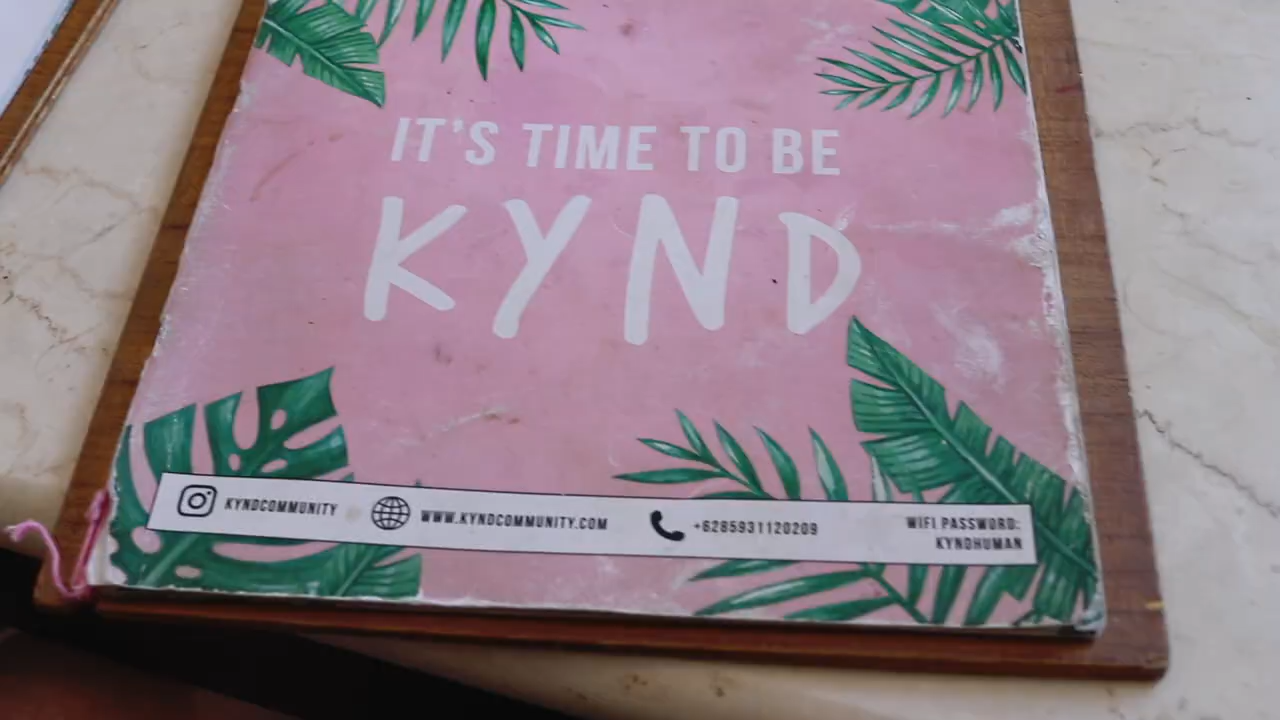 IT'S TIME TO BE
KYND
KYNDCOMMUNITY
WWW.KYNDCOMMUNITY.COM
+6285931120209
WIFI PASSWORD:
KYNDHUMAN